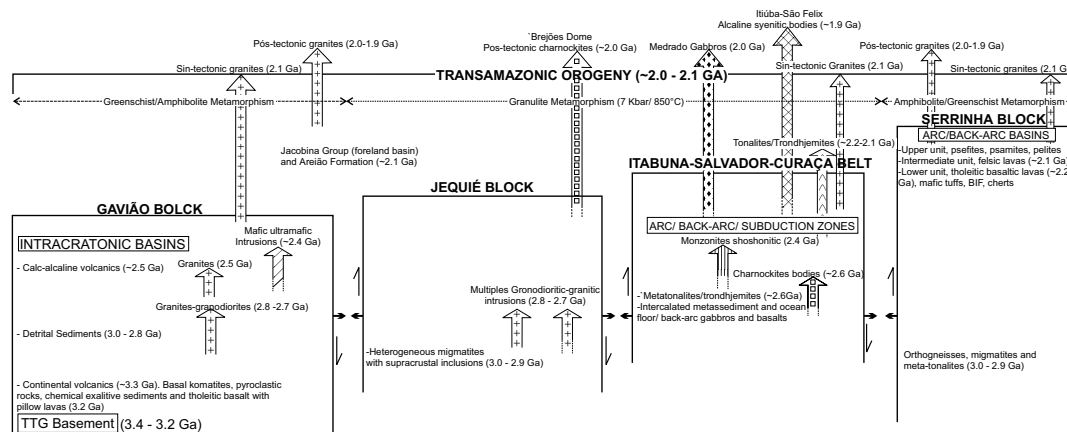 Itiúba-São Felix
Alcaline syenitic bodies (~1.9 Ga)
`Brejões Dome
Pos-tectonic charnockites (~2.0 Ga)
Pós-tectonic granites (2.0-1.9 Ga)
Medrado Gabbros (2.0 Ga)
Pós-tectonic granites (2.0-1.9 Ga)
Sin-tectonic granites (2.1 Ga)
Sin-tectonic Granites (2.1 Ga)
Sin-tectonic granites (2.1 G
TRANSAMAZONIC OROGENY (~2.0 - 2.1 GA)
Greenschist/Amphibolite Metamorphism
Granulite Metamorphism (7 Kbar/ 850°C)
Amphibolite/Greenschist Metamorphism
SERRINHA BLOCK
ARC/BACK-ARC BASINS
-Upper unit, psefites, psamites, pelites
-Intermediate unit, felsic lavas (~2.1 Ga)
-Lower unit, tholeitic basaltic lavas (~2.2
Ga), mafic tuffs, BIF, cherts
Jacobina Group (foreland basin)
and Areião Formation (~2.1 Ga)
Tonalites/Trondhjemites (~2.2-2.1 Ga)
ITABUNA-SALVADOR-CURAÇA BELT
JEQUIÉ BLOCK
GAVIÃO BOLCK
INTRACRATONIC BASINS
Mafic ultramafic
Intrusions (~2.4 Ga)
- Calc-alcaline volcanics (~2.5 Ga)
Granites (2.5 Ga)
ARC/ BACK-ARC/ SUBDUCTION ZONES
Monzonites shoshonitic (2.4 Ga)
Charnockites bodies (~2.6 Ga)
Granites-granodiorites (2.8 - 2.7 Ga)
Multiples Gronodioritic-granitic
intrusions (2.8 - 2.7 Ga)
-`Metatonalites/trondhjemites (~2.6Ga)
-Intercalated metassediment and ocean
floor/ back-arc gabbros and basalts
- Detrital Sediments (3.0 - 2.8 Ga)
-Heterogeneous migmatites
with supracrustal inclusions (3.0 - 2.9 Ga)
Orthogneisses, migmatites and
meta-tonalites (3.0 - 2.9 Ga)
- Continental volcanics (~3.3 Ga). Basal komatites, pyroclastic
rocks, chemical exalitive sediments and tholeitic basalt with
pillow lavas (3.2 Ga)
TTG Basement (3.4 - 3.2 Ga)